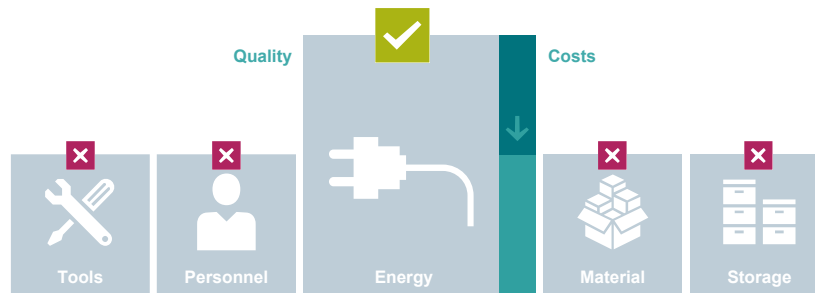 Quality
Costs
Tools
Personnel
Energy
Material
Storage